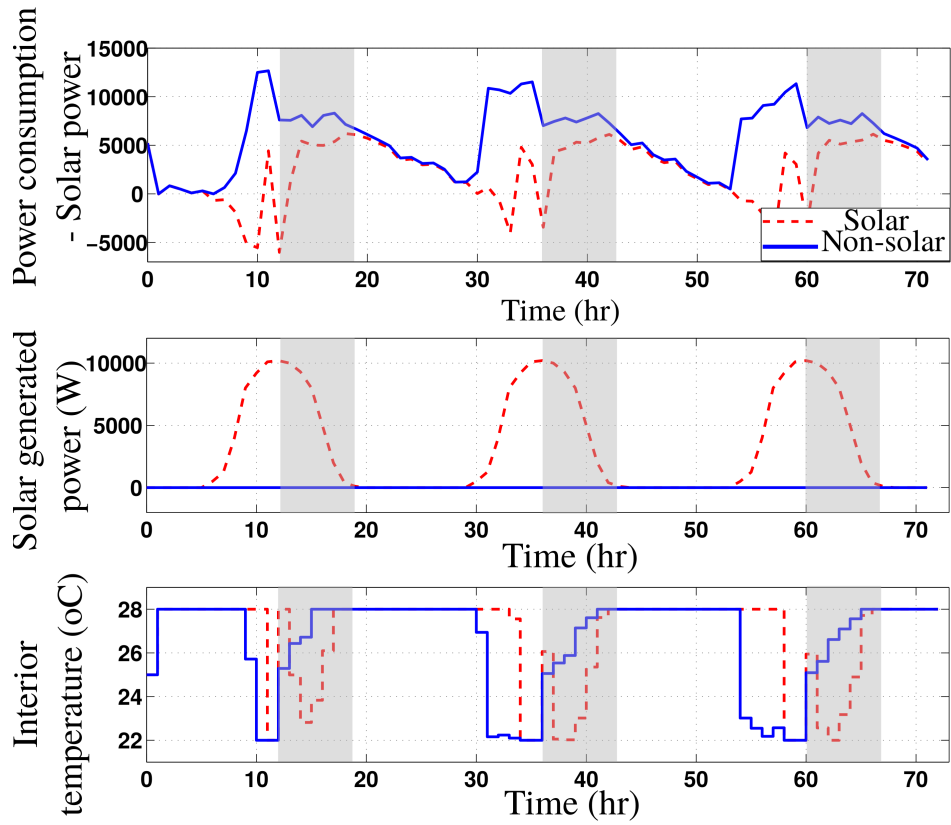 Power consumption
- Solar power
15000
10000
5000
0
−5000
0 10 20 30 40 50 60 70
Time (hr)
Solar
Non-solar
Solar generated
power (W)
10000
5000
0
0 10 20 30 40 50 60 70
Time (hr)
Interior
temperature (oC)
28
26
24
22
0 10 20 30 40 50 60 70
Time (hr)